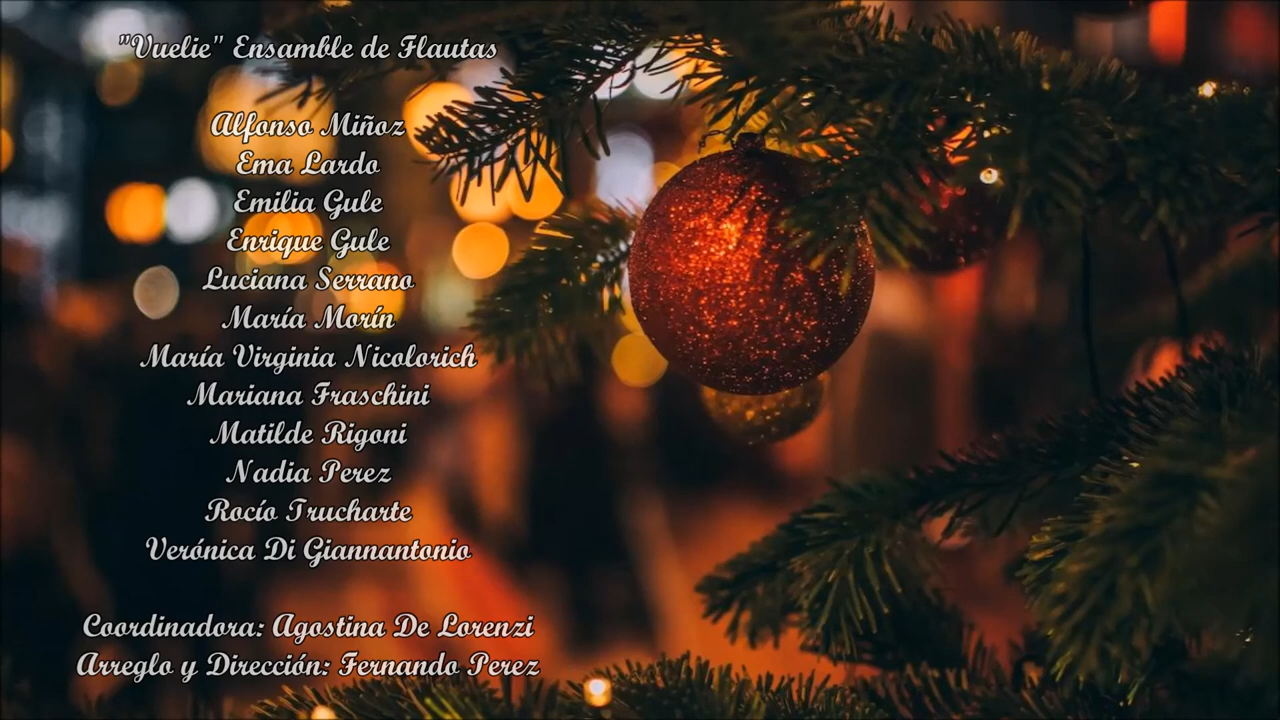 "Vuelie" Ensamble de Flautas
Alfonso Miñoz
Ema Lardo
Emilia Gule
Enrique Gule
Luciana Serrano
María Morín
María Virginia Nicolorich
Mariana Fraschini
Matilde Rigoni
Nadia Perez
Rocío Trucharte
Verónica Di Giannantonio
Coordinadora: Agostina De Lorenzi
Arreglo y Dirección: Fernando Perez